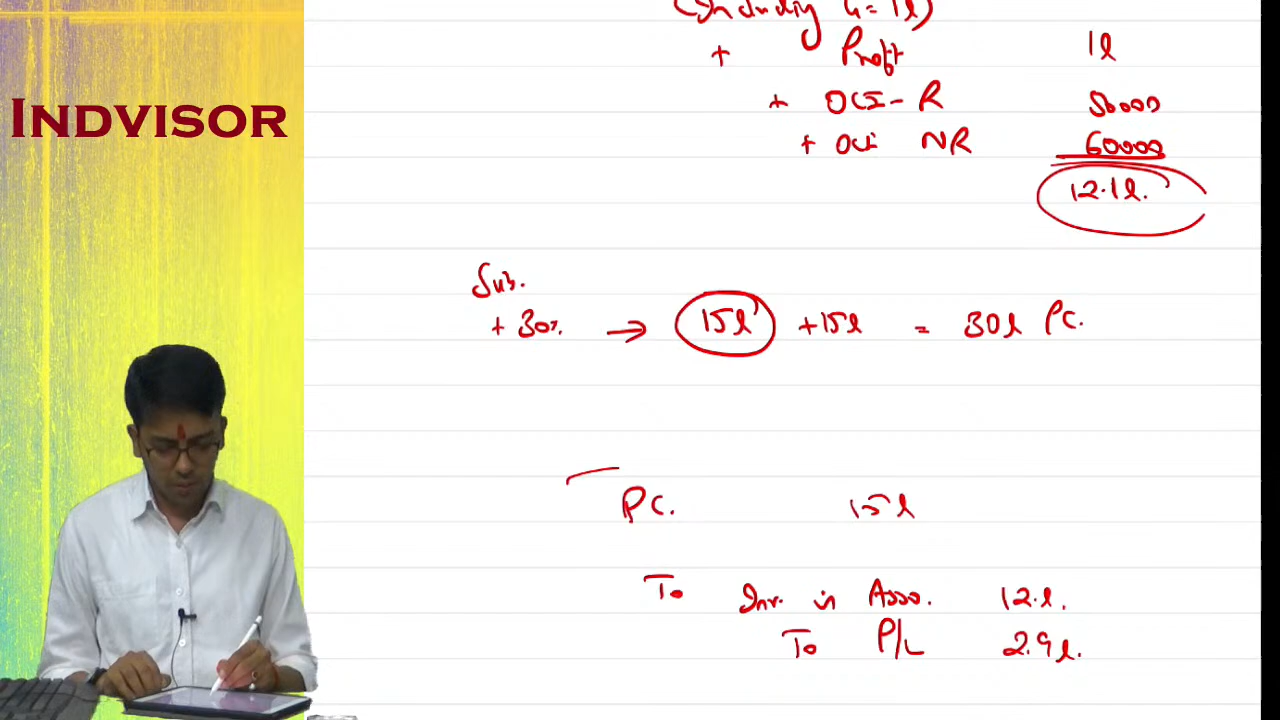 INDVISOR
(Including G = 1l)
+ Profit 1l
+ OCI - R 50000
+ OCI NR 60000
12.1l.
Sub.
+ 30%. → 15l + 15l = 30l PC.
PC. 15l
To Inv. in Asso. 12.l.
To P/L 2.9l.